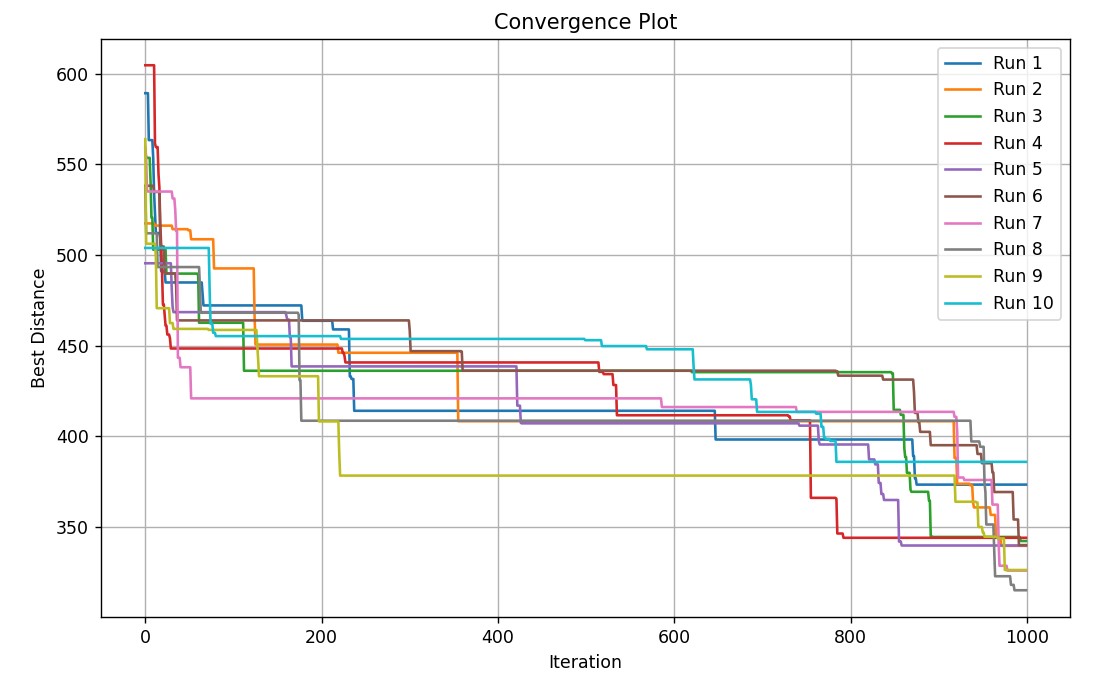 Convergence Plot
Best Distance
600
550
500
450
400
350
0
200
400
600
800
1000
Iteration
Run 1
Run 2
Run 3
Run 4
Run 5
Run 6
Run 7
Run 8
Run 9
Run 10